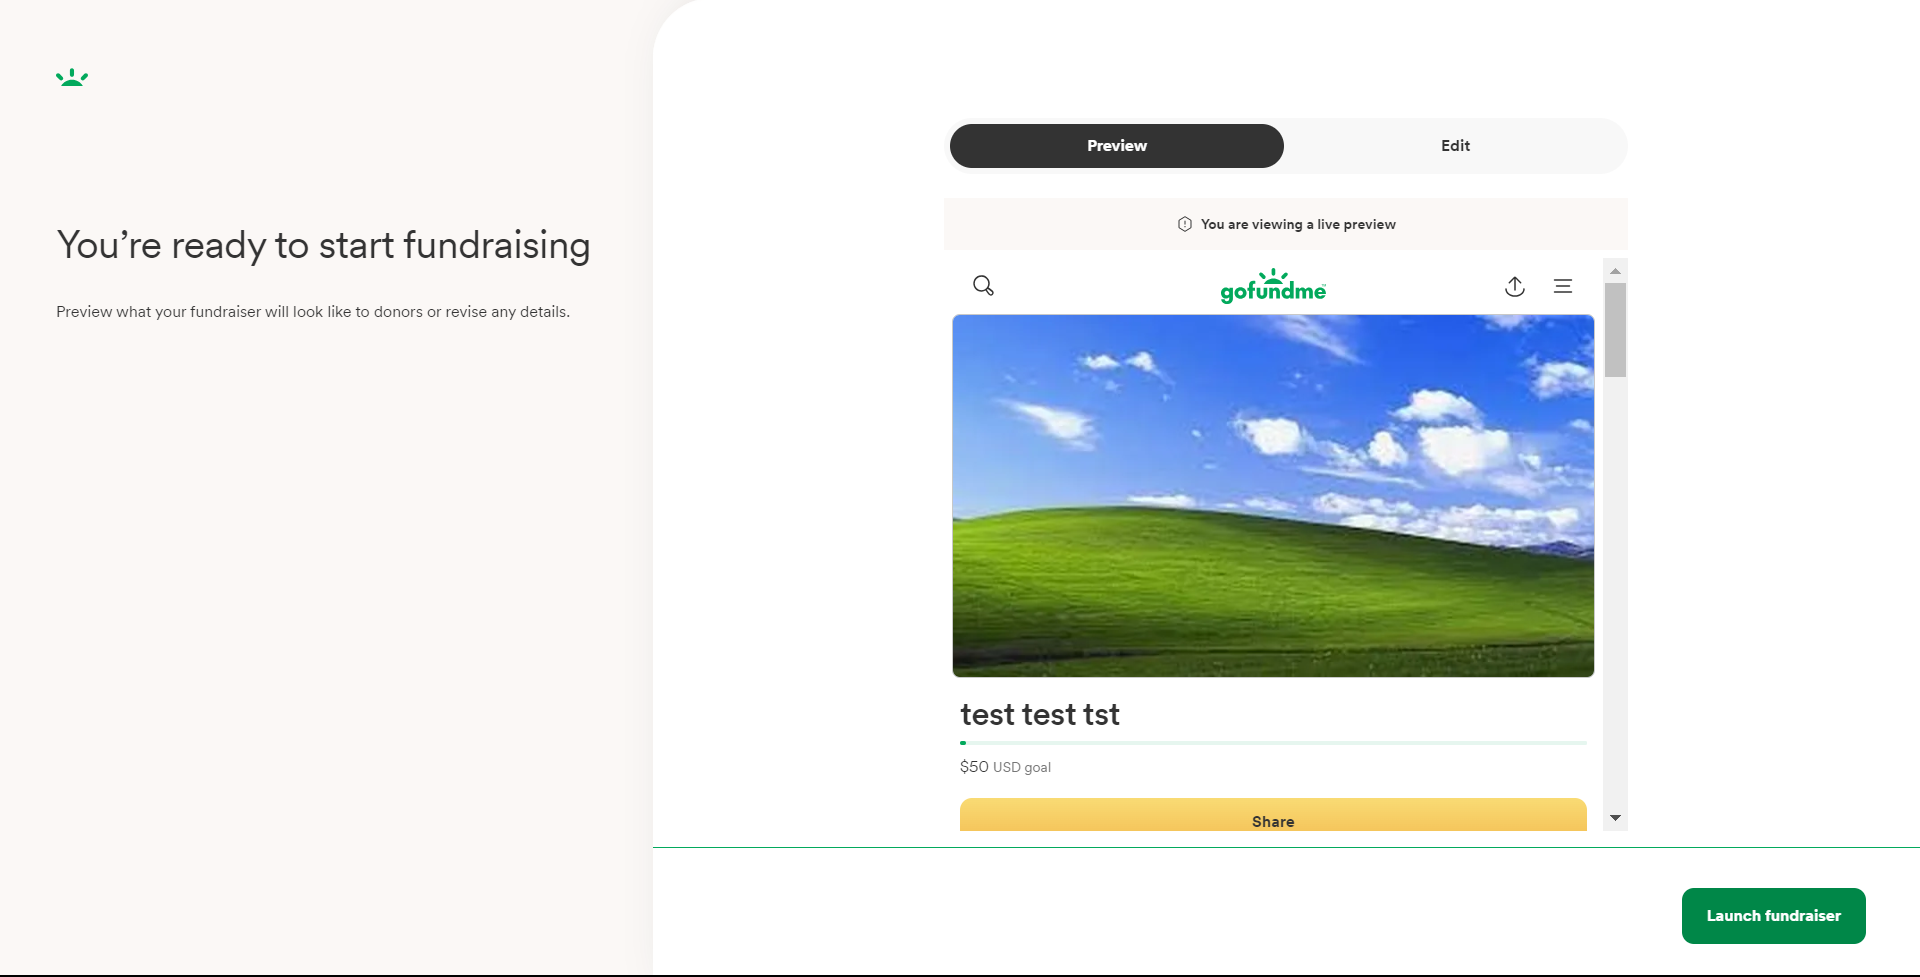 You're ready to start fundraising
Preview what your fundraiser will look like to donors or revise any details.
Preview
Edit
You are viewing a live preview
gofundme
test test tst
$50 USD goal
Share
Launch fundraiser